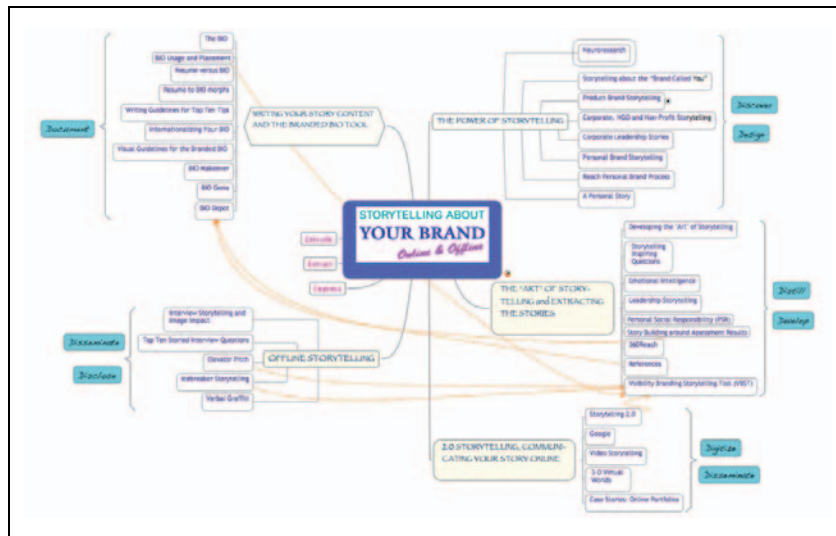 STORYTELLING ABOUT
YOUR BRAND
Online & Offline
Extract
Express
Document
The BIO
BIO Usage and Placement
Resume versus BIO
Resume to BIO morphs
Writing Guidelines for Top Ten Tips
Internationalizing Your BIO
Visual Guidelines for the Branded BIO
BIO Makeover
BIO Gone
BIO Depot
WRITING YOUR STORY CONTEST
AND THE BRANDED BIO TOOL
THE POWER OF STORYTELLING
Neuroresearch
Storytelling about the "Brand Called You"
Product Brand Storytelling
Corporate, NGO and Non Profit Storytelling
Corporate Leadership Stories
Personal Brand Storytelling
Reach Personal Brand Process
A Personal Story
Discover
Design
THE "ART" OF STORY-
TELLING and EXTRACTING
THE STORIES
Developing the "Art" of Storytelling
Storytelling
Inspiring
Questions
Emotional Intelligence
Leadership Storytelling
Personal Social Responsibility (PSR)
Story Building around Assessment Results
360Reach
References
Visibility Branding Storytelling Tool (VBST)
Distill
Develop
Disseminate
Disclose
Interview Storytelling and
Image Impact
Top Ten Storied Interview Questions
Elevator Pitch
Icebreaker Storytelling
Verbal Graffiti
OFFLINE STORYTELLING
2.0 STORYTELLING, COMMUNI-
CATING YOUR STORY ONLINE
Storytelling 2.0
Google
Video Storytelling
3-D Virtual
Worlds
Case Stories: Online Portfolios
Digitize
Disseminate